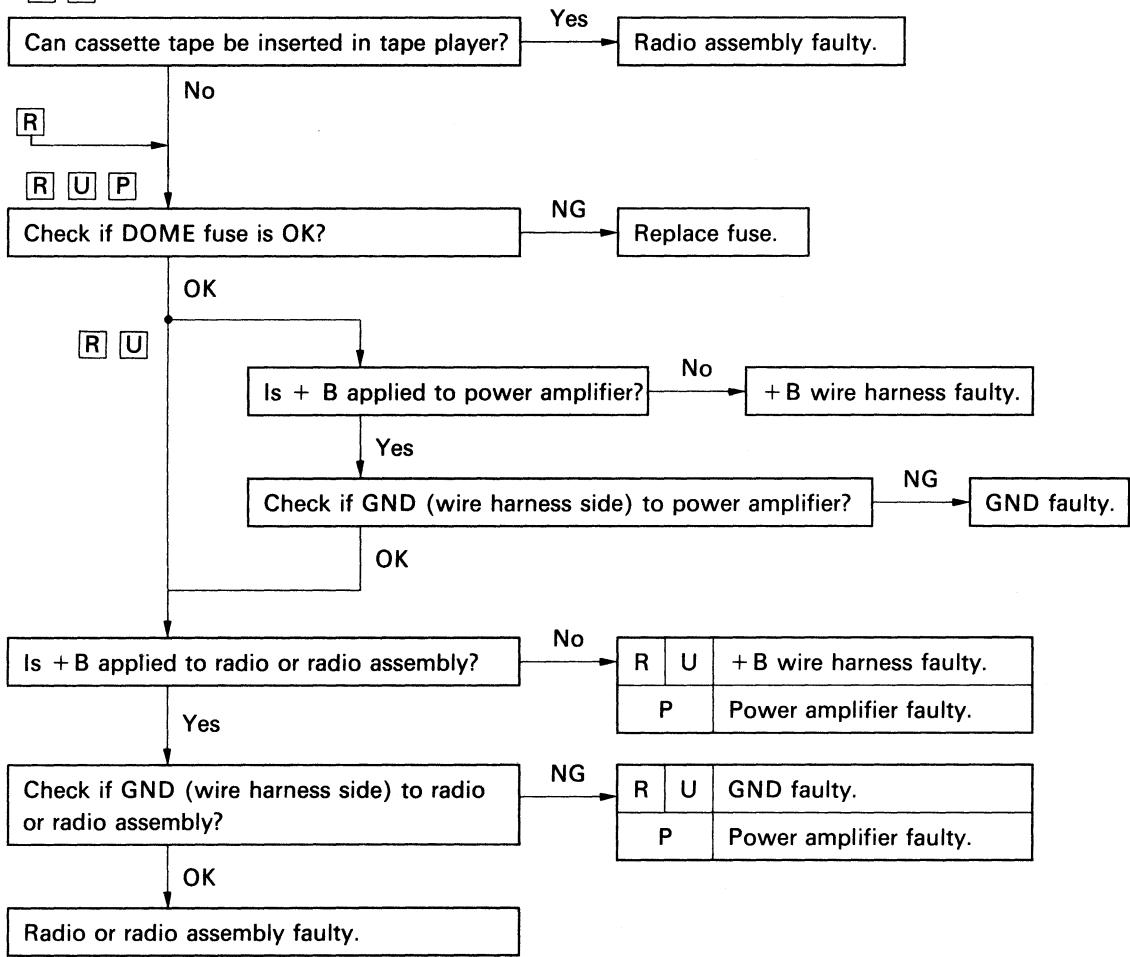 Can cassette tape be inserted in tape player?
Yes
Radio assembly faulty.
No
R
R U P
Check if DOME fuse is OK?
NG
Replace fuse.
OK
R U
Is + B applied to power amplifier?
No
+B wire harness faulty.
Yes
Check if GND (wire harness side) to power amplifier?
NG
GND faulty.
OK
Is +B applied to radio or radio assembly?
No
R U +B wire harness faulty.
P Power amplifier faulty.
Yes
Check if GND (wire harness side) to radio
or radio assembly?
NG
R U GND faulty.
P Power amplifier faulty.
OK
Radio or radio assembly faulty.